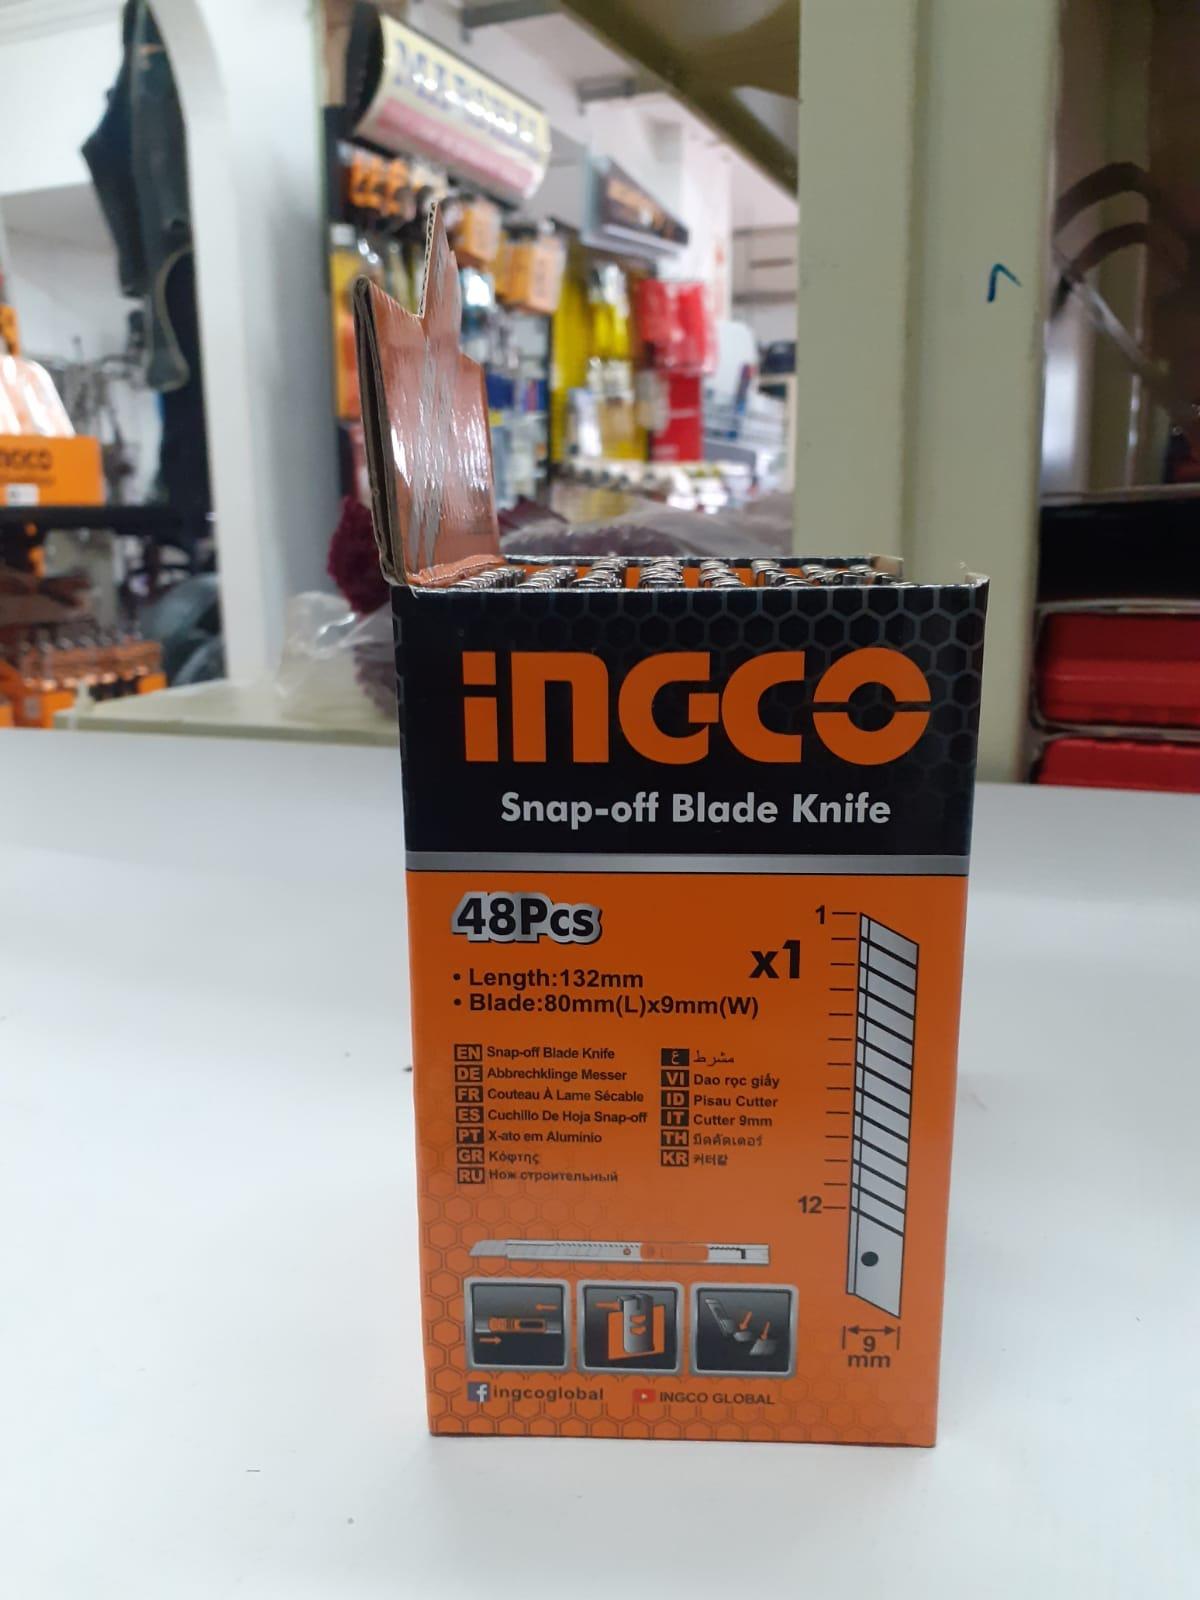 INGCO
INGCO
Snap-off Blade Knife
48Pcs
• Length:132mm
• Blade:80mm(L)x9mm(W)
x1
1
12
9
mm
EN Snap-off Blade Knife
DE Abbrechklinge Messer
FR Couteau À Lame Sécable
ES Cuchillo De Hoja Snap-off
PT X-ato em Aluminio
GR Κόφτης
RU Нож строительный
ع مشرط
VI Dao rọc giấy
ID Pisau Cutter
IT Cutter 9mm
TH มีดคัตเตอร์
KR 커터칼
f ingcoglobal
INGCO GLOBAL